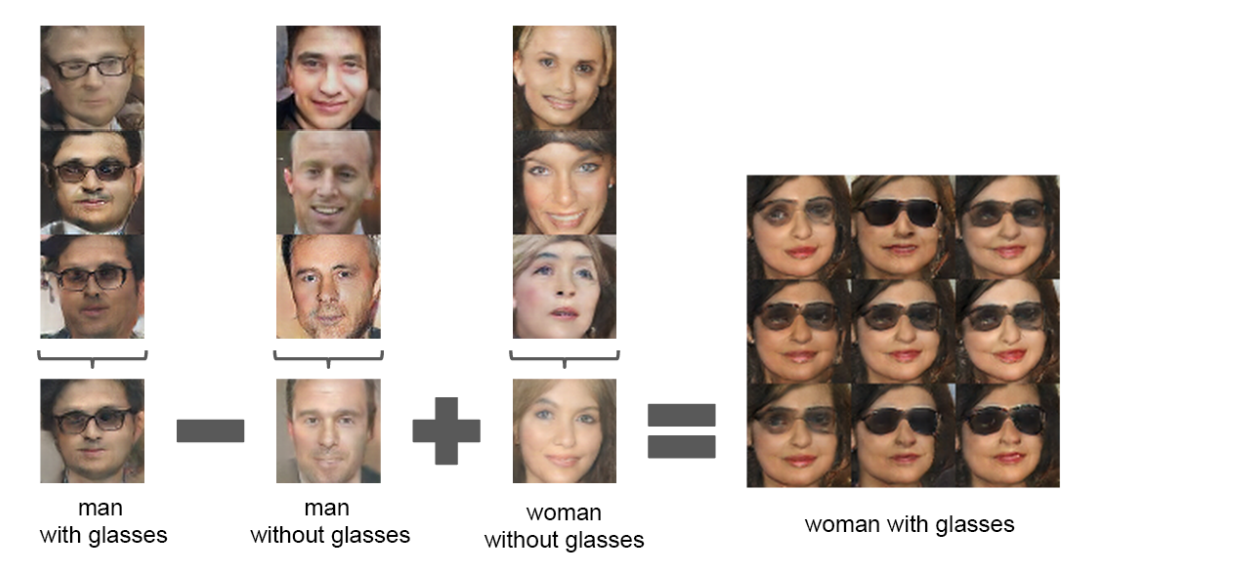 man
with glasses
man
without glasses
woman
without glasses
woman with glasses